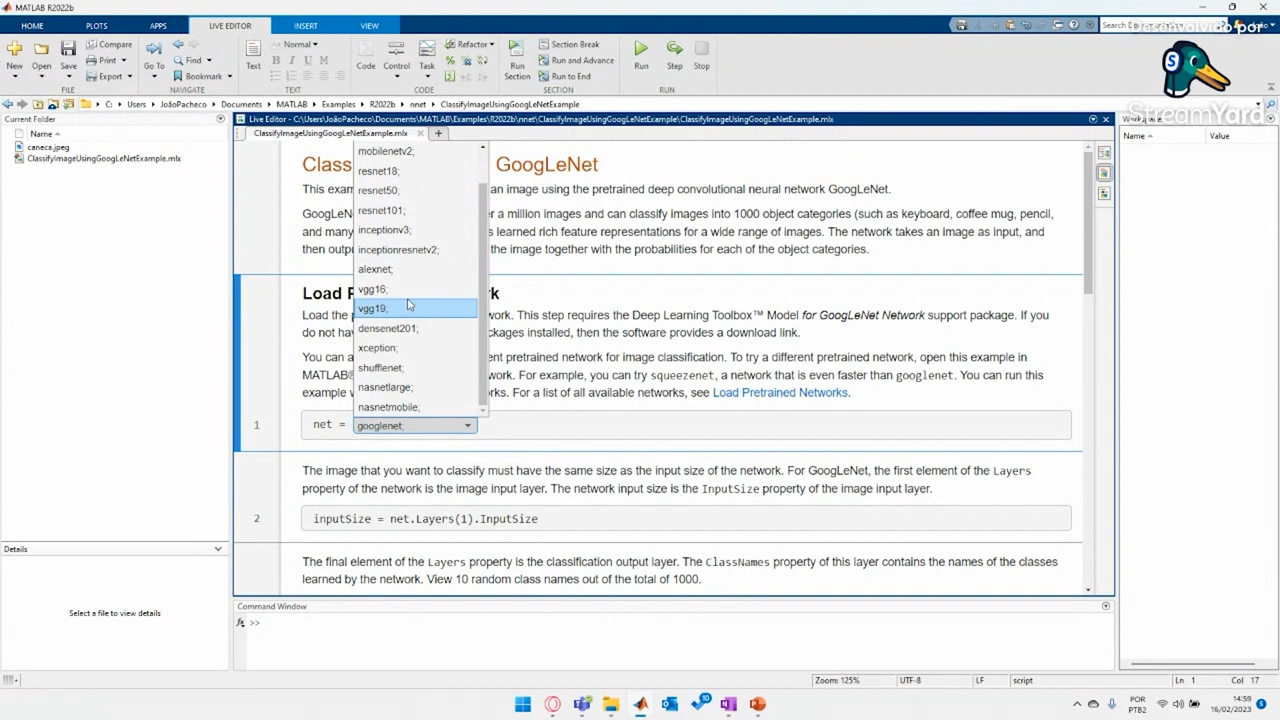 MATLAB R2022b
HOME PLOTS APPS LIVE EDITOR INSERT VIEW
Search
Desenvolvido por
StreamYard
New Open Save Compare Print Export
Go To Find Bookmark
Text Normal B I U M
Code Control Task Refactor
Run Section Section Break Run and Advance Run to End
Run Step Stop
FILE NAVIGATE TEXT CODE SECTION RUN
C: Users JoãoPacheco Documents MATLAB Examples R2022b nnet ClassifyImageUsingGoogLeNetExample
Current Folder
Name
caneca.jpeg
ClassifyImageUsingGoogLeNetExample.mlx
Details
Select a file to view details
Live Editor - C:\Users\JoãoPacheco\Documents\MATLAB\Examples\R2022b\nnet\ClassifyImageUsingGoogLeNetExample\ClassifyImageUsingGoogLeNetExample.mlx
ClassifyImageUsingGoogLeNetExample.mlx
Class GoogLeNet
This exam an image using the pretrained deep convolutional neural network GoogLeNet.
GoogLeN r a million images and can classify images into 1000 object categories (such as keyboard, coffee mug, pencil,
and many s learned rich feature representations for a wide range of images. The network takes an image as input, and
then outp the image together with the probabilities for each of the object categories.
mobilenetv2;
resnet18;
resnet50;
resnet101;
inceptionv3;
inceptionresnetv2;
alexnet;
vgg16;
vgg19;
densenet201;
xception;
shufflenet;
nasnetlarge;
nasnetmobile;
Load P work
Load the work. This step requires the Deep Learning Toolbox™ Model for GoogLeNet Network support package. If you
do not hav ackages installed, then the software provides a download link.
You can a ent pretrained network for image classification. To try a different pretrained network, open this example in
MATLAB® ks. For example, you can try squeezenet, a network that is even faster than googlenet. You can run this
example w rks. For a list of all available networks, see Load Pretrained Networks.
1 net = googlenet;
The image that you want to classify must have the same size as the input size of the network. For GoogLeNet, the first element of the Layers
property of the network is the image input layer. The network input size is the InputSize property of the image input layer.
2 inputSize = net.Layers(1).InputSize
The final element of the Layers property is the classification output layer. The ClassNames property of this layer contains the names of the classes
learned by the network. View 10 random class names out of the total of 1000.
Command Window
fx >>
Workspace
Name Value
Zoom: 125% UTF-8 LF script Ln 1 Col 17
10
POR
PTB2
14:59
16/02/2023